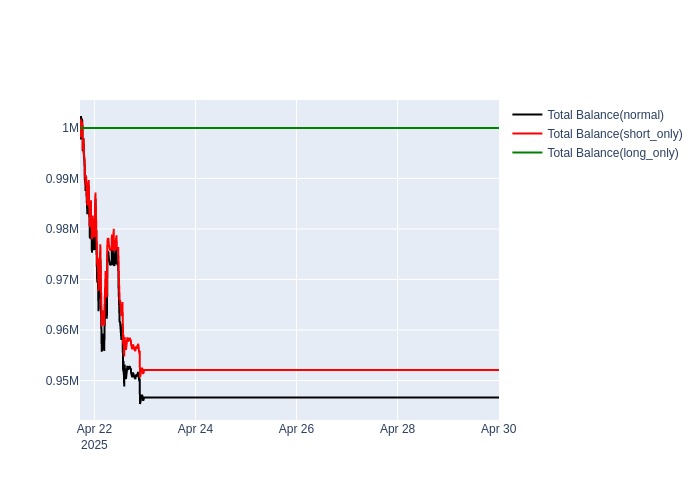 1M
0.99M
0.98M
0.97M
0.96M
0.95M
Apr 22
2025
Apr 24
Apr 26
Apr 28
Apr 30
Total Balance(normal)
Total Balance(short_only)
Total Balance(long_only)